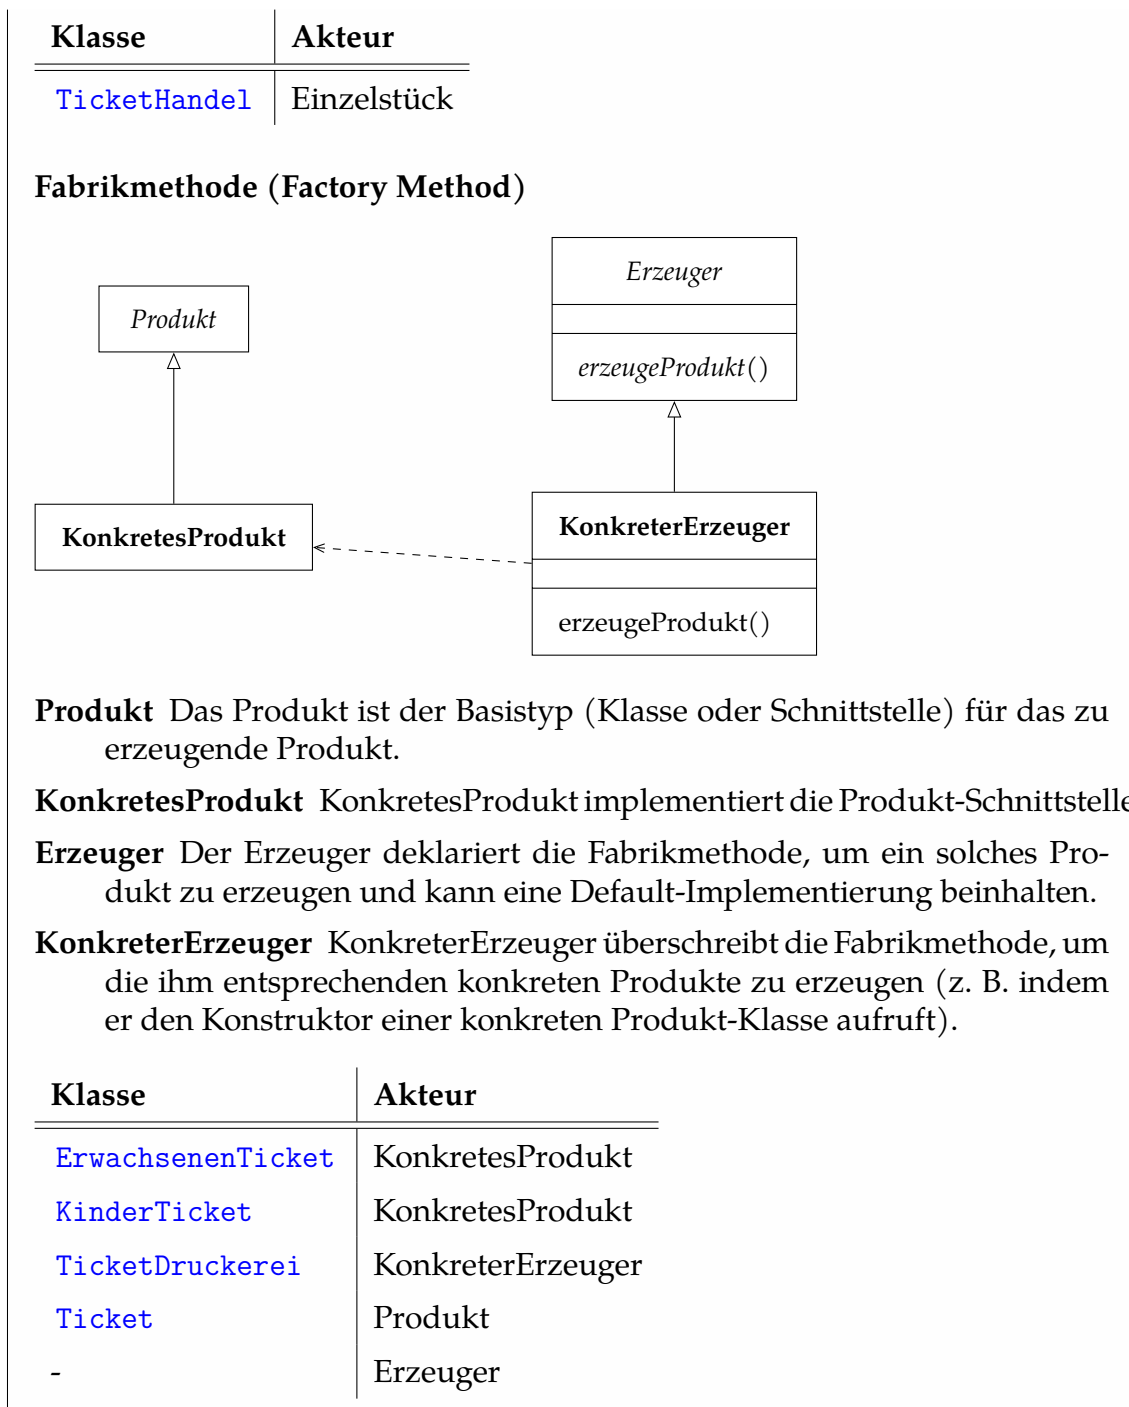 Klasse Akteur
TicketHandel Einzelstück
Fabrikmethode (Factory Method)
Erzeuger
Produkt
erzeugeProdukt()
KonkretesProdukt
KonkreterErzeuger
erzeugeProdukt()
Produkt Das Produkt ist der Basistyp (Klasse oder Schnittstelle) für das zu
erzeugende Produkt.
KonkretesProdukt KonkretesProdukt implementiert die Produkt-Schnittstelle
Erzeuger Der Erzeuger deklariert die Fabrikmethode, um ein solches Pro-
dukt zu erzeugen und kann eine Default-Implementierung beinhalten.
KonkreterErzeuger KonkreterErzeuger überschreibt die Fabrikmethode, um
die ihm entsprechenden konkreten Produkte zu erzeugen (z. B. indem
er den Konstruktor einer konkreten Produkt-Klasse aufruft).
Klasse Akteur
ErwachsenenTicket KonkretesProdukt
KinderTicket KonkretesProdukt
TicketDruckerei KonkreterErzeuger
Ticket Produkt
- Erzeuger